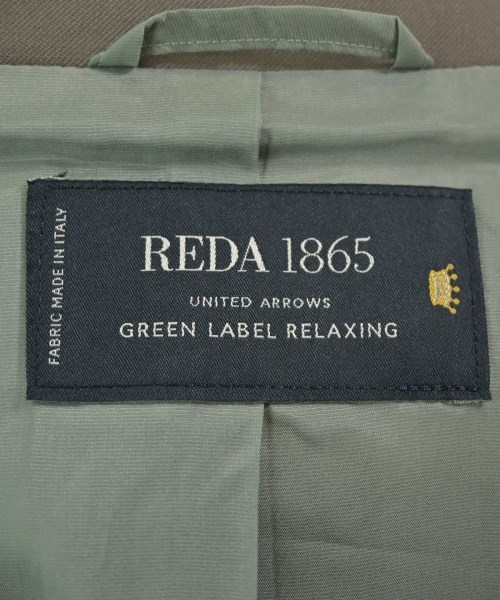 REDA 1865
UNITED ARROWS
GREEN LABEL RELAXING
FABRIC MADE IN ITALY